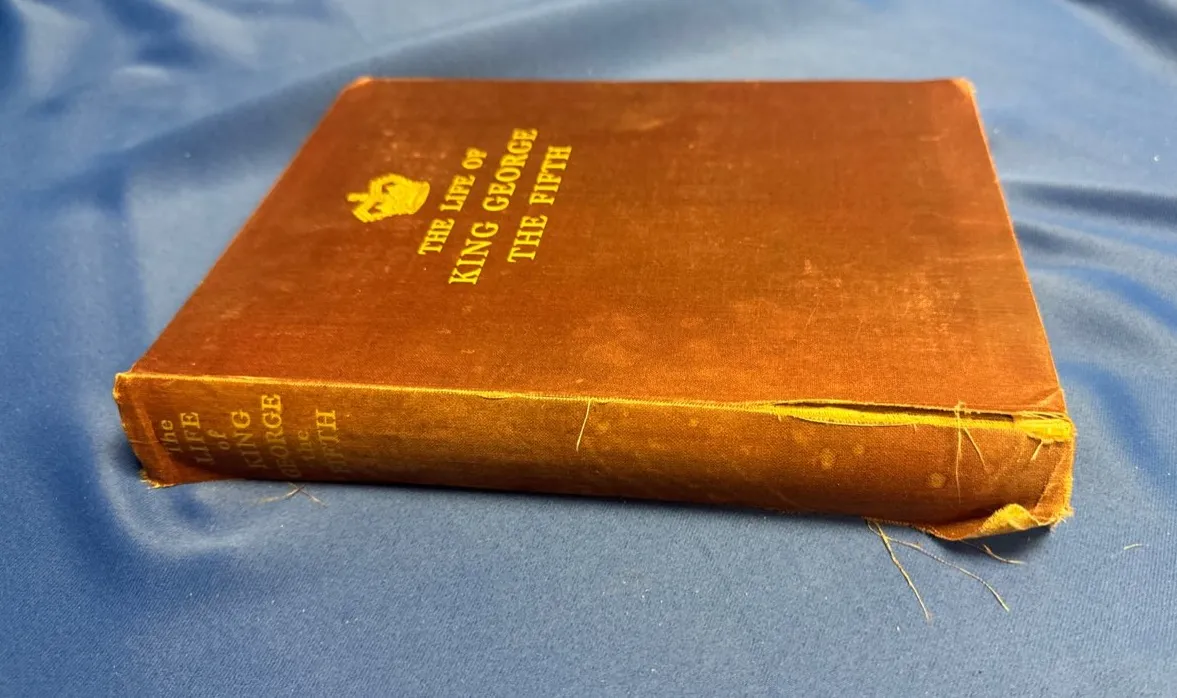 THE LIFE OF
KING GEORGE
THE FIFTH
The
LIFE
of
KING
GEORGE
the
FIFTH